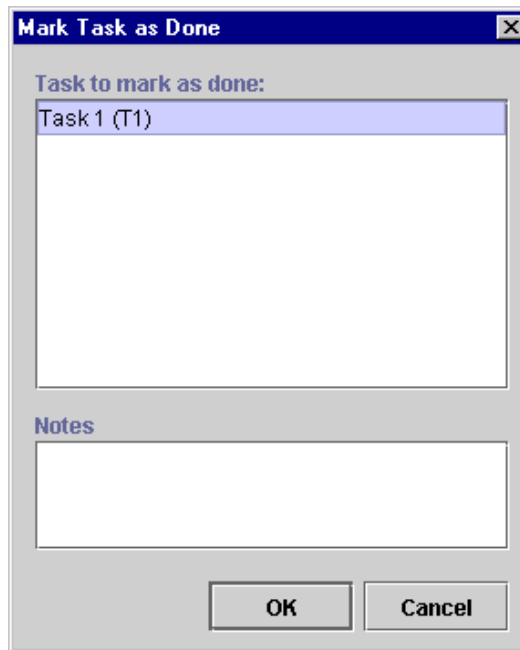 Mark Task as Done
Task to mark as done:
Task 1 (T1)
Notes
OK
Cancel